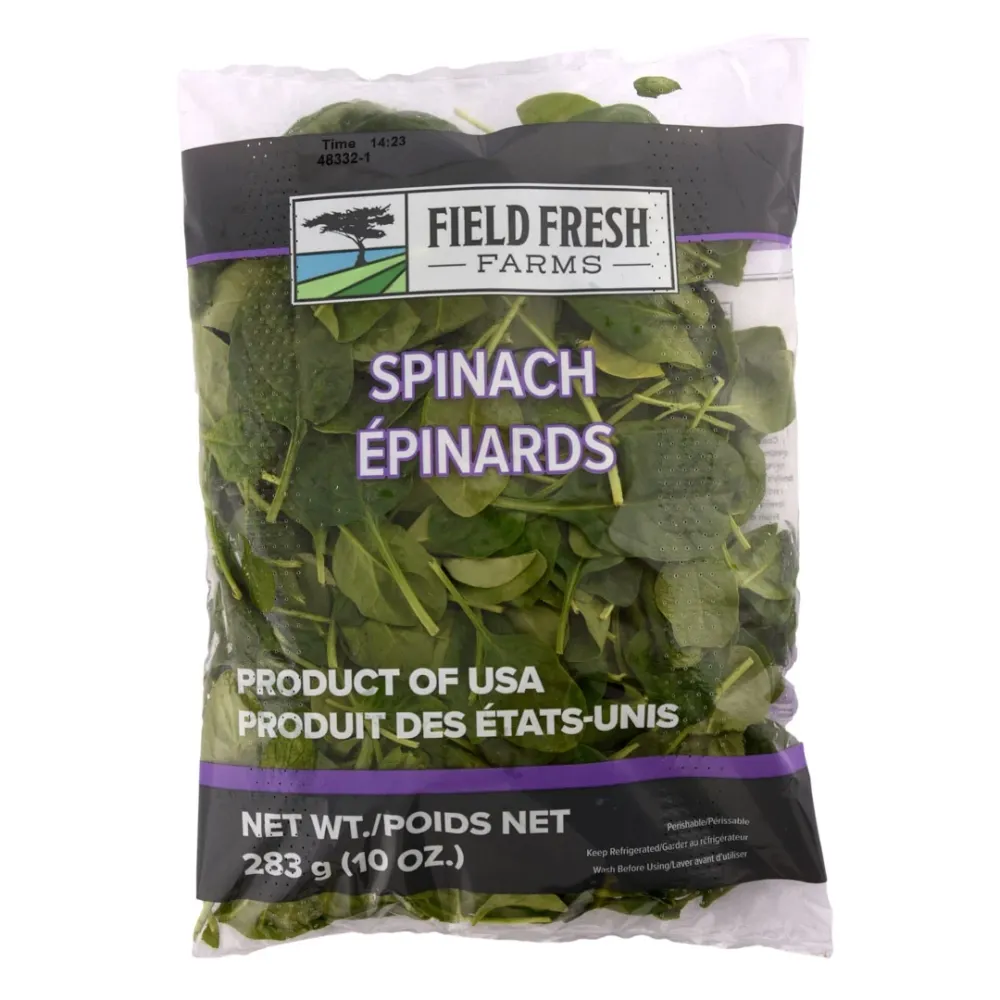 Time 14:23
48332-1
FIELD FRESH
FARMS
SPINACH
ÉPINARDS
PRODUCT OF USA
PRODUIT DES ÉTATS-UNIS
NET WT./POIDS NET
283 g (10 OZ.)
Perishable/Périssable
Keep Refrigerated/Garder au réfrigérateur
Wash Before Using/Laver avant d'utiliser